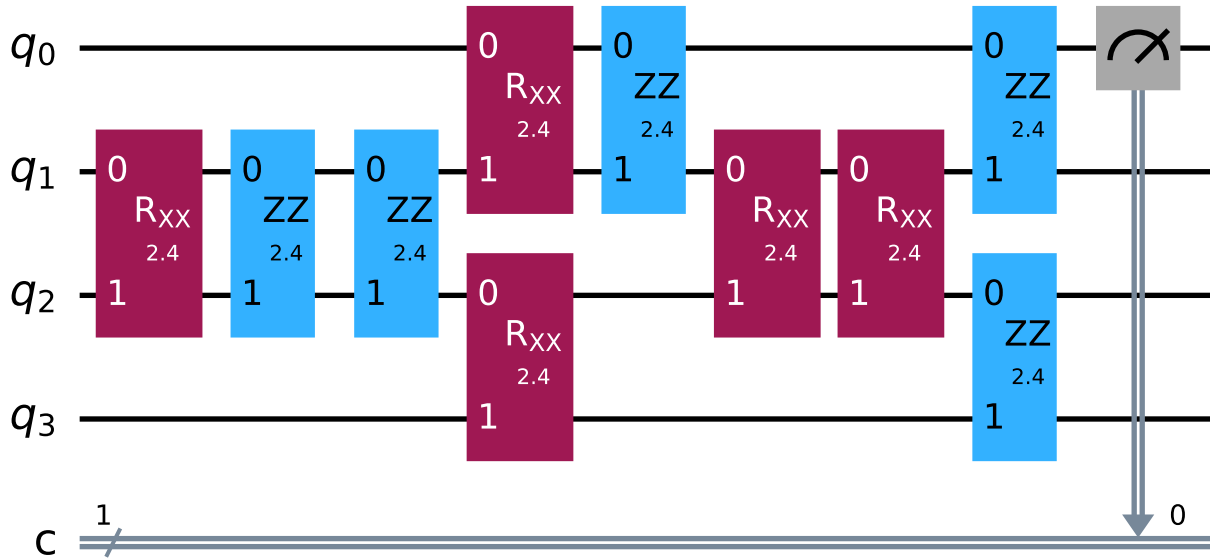 q0 0 0 0
RXX ZZ ZZ
2.4 2.4 2.4
q1 0 0 0 1 1 0 0 1
RXX ZZ ZZ RXX RXX
2.4 2.4 2.4 2.4 2.4
q2 1 1 1 0 1 1 0
RXX ZZ
2.4 2.4
q3 1 1
1 0
c